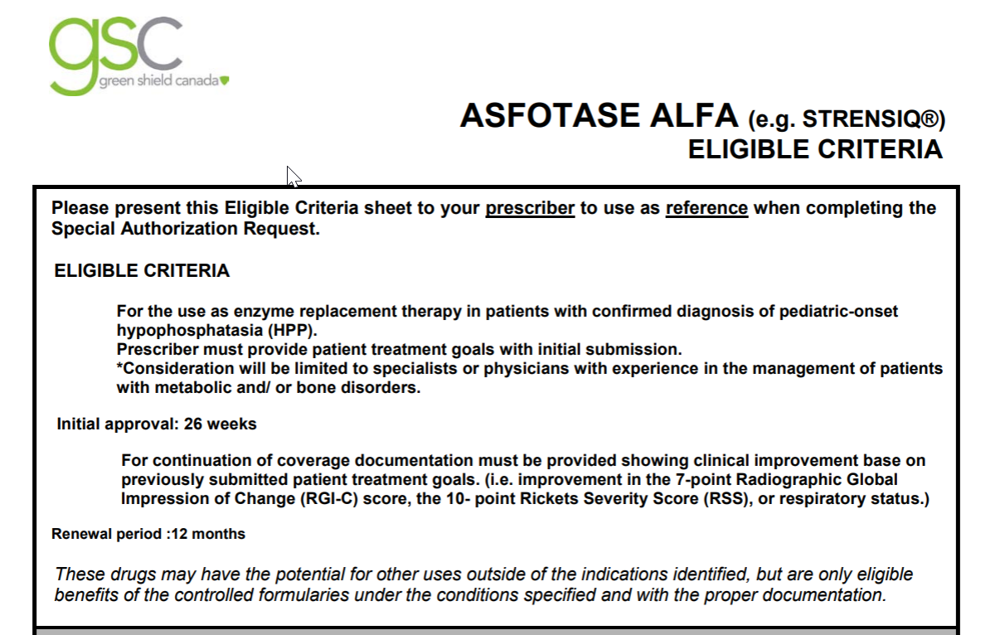 gsc
green shield canada
ASFOTASE ALFA (e.g. STRENSIQ®)
ELIGIBLE CRITERIA
Please present this Eligible Criteria sheet to your prescriber to use as reference when completing the
Special Authorization Request.
ELIGIBLE CRITERIA
For the use as enzyme replacement therapy in patients with confirmed diagnosis of pediatric-onset
hypophosphatasia (HPP).
Prescriber must provide patient treatment goals with initial submission.
*Consideration will be limited to specialists or physicians with experience in the management of patients
with metabolic and/ or bone disorders.
Initial approval: 26 weeks
For continuation of coverage documentation must be provided showing clinical improvement base on
previously submitted patient treatment goals. (i.e. improvement in the 7-point Radiographic Global
Impression of Change (RGI-C) score, the 10- point Rickets Severity Score (RSS), or respiratory status.)
Renewal period :12 months
These drugs may have the potential for other uses outside of the indications identified, but are only eligible
benefits of the controlled formularies under the conditions specified and with the proper documentation.